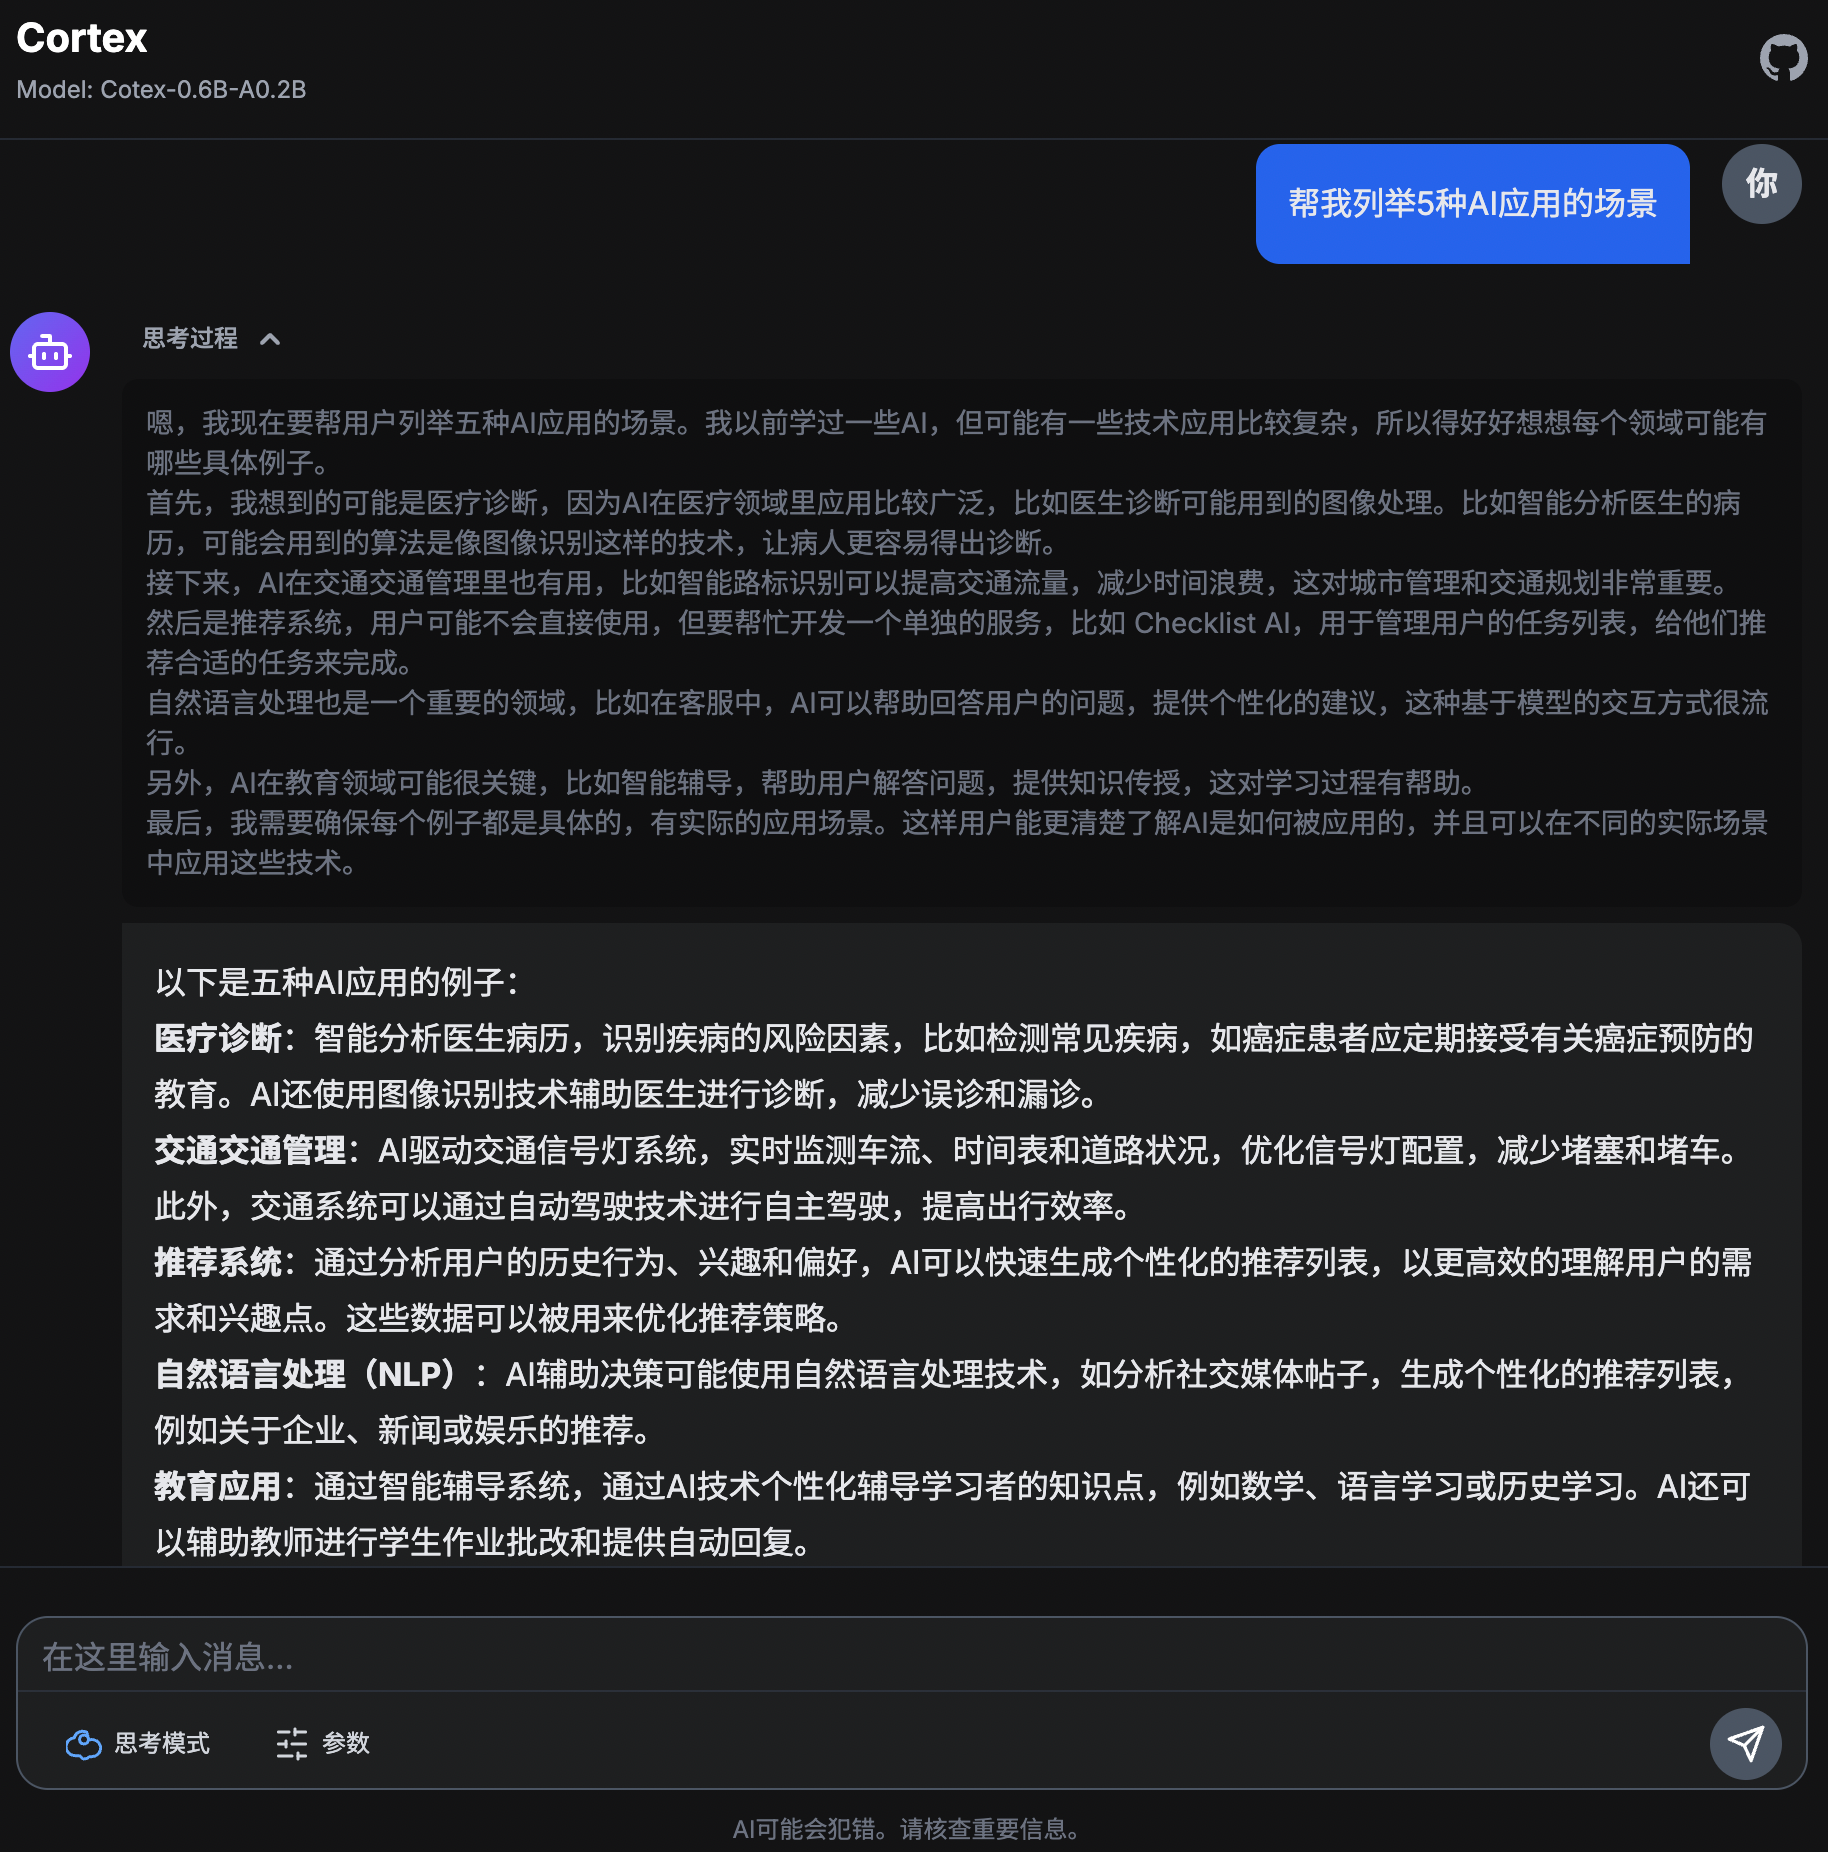 Cortex
Model: Cotex-0.6B-A0.2B
帮我列举5种AI应用的场景
你
思考过程
嗯，我现在要帮用户列举五种AI应用的场景。我以前学过一些AI，但可能有一些技术应用比较复杂，所以得好好想想每个领域可能有
哪些具体例子。
首先，我想到的可能是医疗诊断，因为AI在医疗领域里应用比较广泛，比如医生诊断可能用到的图像处理。比如智能分析医生的病
历，可能会用到的算法是像图像识别这样的技术，让病人更容易得出诊断。
接下来，AI在交通交通管理里也有用，比如智能路标识别可以提高交通流量，减少时间浪费，这对城市管理和交通规划非常重要。
然后是推荐系统，用户可能不会直接使用，但要帮忙开发一个单独的服务，比如 Checklist AI，用于管理用户的任务列表，给他们推
荐合适的任务来完成。
自然语言处理也是一个重要的领域，比如在客服中，AI可以帮助回答用户的问题，提供个性化的建议，这种基于模型的交互方式很流
行。
另外，AI在教育领域可能很关键，比如智能辅导，帮助用户解答问题，提供知识传授，这对学习过程有帮助。
最后，我需要确保每个例子都是具体的，有实际的应用场景。这样用户能更清楚了解AI是如何被应用的，并且可以在不同的实际场景
中应用这些技术。
以下是五种AI应用的例子：
医疗诊断：智能分析医生病历，识别疾病的风险因素，比如检测常见疾病，如癌症患者应定期接受有关癌症预防的
教育。AI还使用图像识别技术辅助医生进行诊断，减少误诊和漏诊。
交通交通管理：AI驱动交通信号灯系统，实时监测车流、时间表和道路状况，优化信号灯配置，减少堵塞和堵车。
此外，交通系统可以通过自动驾驶技术进行自主驾驶，提高出行效率。
推荐系统：通过分析用户的历史行为、兴趣和偏好，AI可以快速生成个性化的推荐列表，以更高效的理解用户的需
求和兴趣点。这些数据可以被用来优化推荐策略。
自然语言处理（NLP）：AI辅助决策可能使用自然语言处理技术，如分析社交媒体帖子，生成个性化的推荐列表，
例如关于企业、新闻或娱乐的推荐。
教育应用：通过智能辅导系统，通过AI技术个性化辅导学习者的知识点，例如数学、语言学习或历史学习。AI还可
以辅助教师进行学生作业批改和提供自动回复。
在这里输入消息...
思考模式
参数
AI可能会犯错。请核查重要信息。